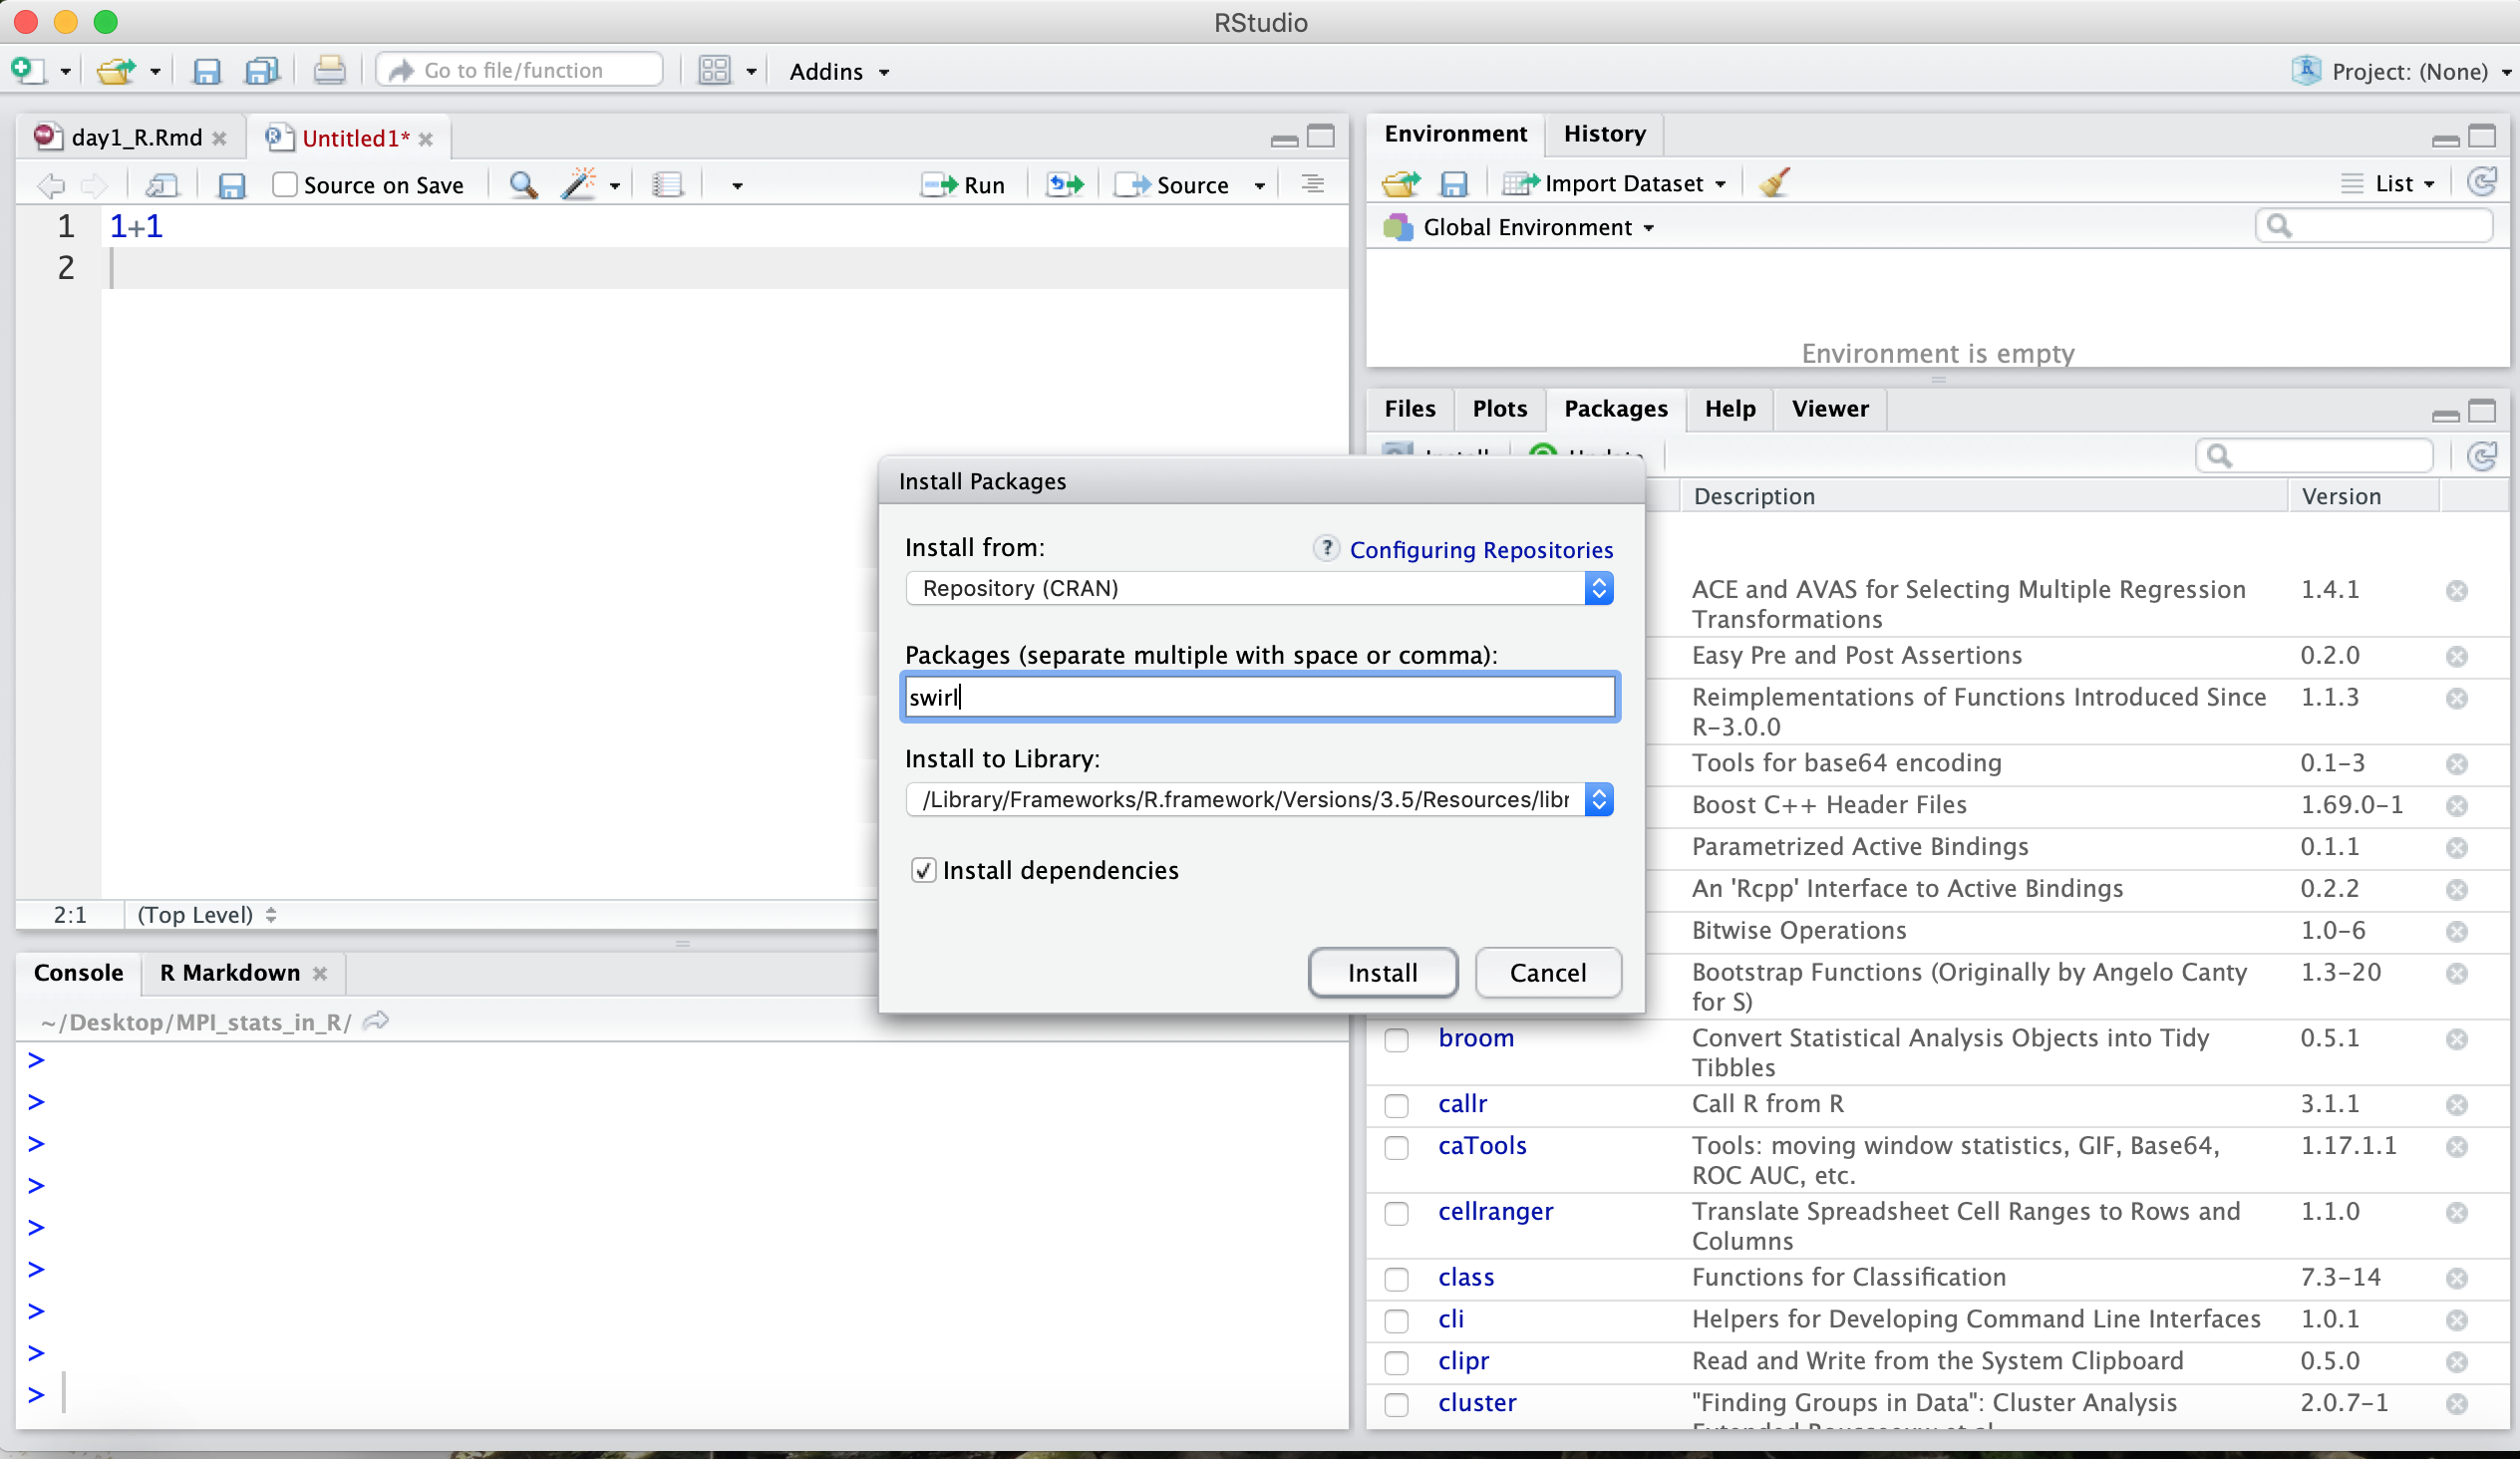 RStudio
Go to file/function
Addins
Project: (None)
day1_R.Rmd
Untitled1*
Source on Save
Run
Source
1 1+1
2
2:1 (Top Level)
Console
R Markdown
~/Desktop/MPI_stats_in_R/
>
>
>
>
>
>
>
>
>
Environment
History
Import Dataset
List
Global Environment
Environment is empty
Files
Plots
Packages
Help
Viewer
Install
Update
Description
Version
ACE and AVAS for Selecting Multiple Regression 1.4.1
Transformations
Easy Pre and Post Assertions 0.2.0
Reimplementations of Functions Introduced Since 1.1.3
R-3.0.0
Tools for base64 encoding 0.1-3
Boost C++ Header Files 1.69.0-1
Parametrized Active Bindings 0.1.1
An 'Rcpp' Interface to Active Bindings 0.2.2
Bitwise Operations 1.0-6
Bootstrap Functions (Originally by Angelo Canty 1.3-20
for S)
broom Convert Statistical Analysis Objects into Tidy 0.5.1
Tibbles
callr Call R from R 3.1.1
caTools Tools: moving window statistics, GIF, Base64, 1.17.1.1
ROC AUC, etc.
cellranger Translate Spreadsheet Cell Ranges to Rows and 1.1.0
Columns
class Functions for Classification 7.3-14
cli Helpers for Developing Command Line Interfaces 1.0.1
clipr Read and Write from the System Clipboard 0.5.0
cluster "Finding Groups in Data": Cluster Analysis 2.0.7-1
Install Packages
Install from:
? Configuring Repositories
Repository (CRAN)
Packages (separate multiple with space or comma):
swirl
Install to Library:
/Library/Frameworks/R.framework/Versions/3.5/Resources/libr
Install dependencies
Install
Cancel